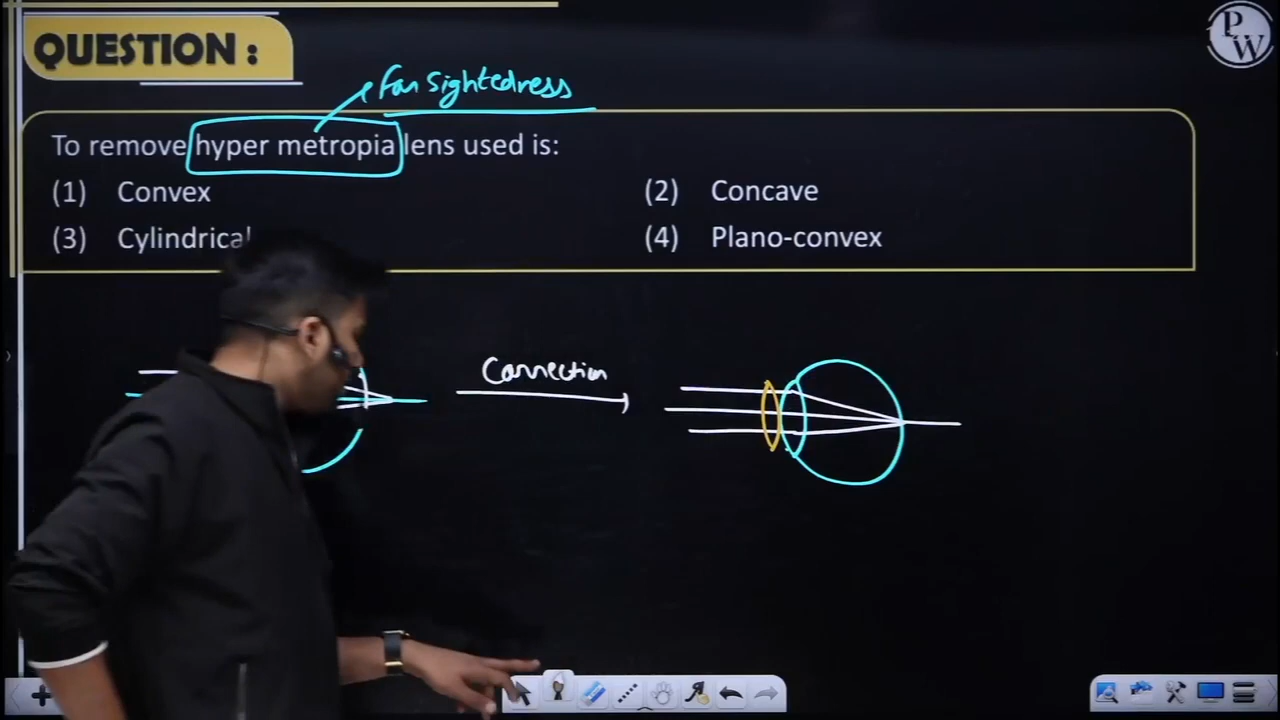 QUESTION :
PW
Far Sightedness
To remove hyper metropia lens used is:
(1) Convex
(2) Concave
(3) Cylindrical
(4) Plano-convex
Correction